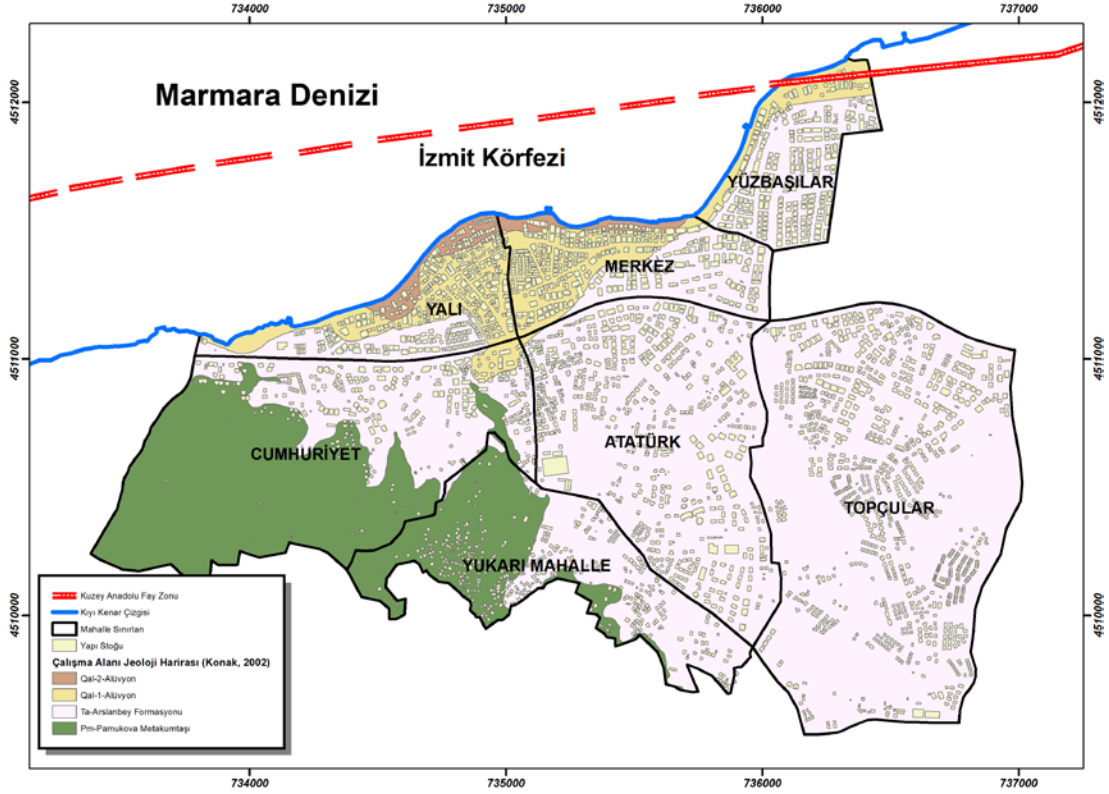 734000 735000 736000 737000
4512000 4512000
Marmara Denizi
İzmit Körfezi
YÜZBAŞILAR
MERKEZ
YALI
4511000 4511000
CUMHURİYET
ATATÜRK
TOPÇULAR
YUKARI MAHALLE
4510000 4510000
Kuzey Anadolu Fay Zonu
Kıyı Kenar Çizgisi
Mahalle Sınırları
Yapı Stoğu
Çalışma Alanı Jeoloji Harirası (Konak, 2002)
Qal-2-Alüvyon
Qal-1-Alüvyon
Ta-Arslanbey Formasyonu
Pm-Pamukova Metakumtaşı
734000 735000 736000 737000